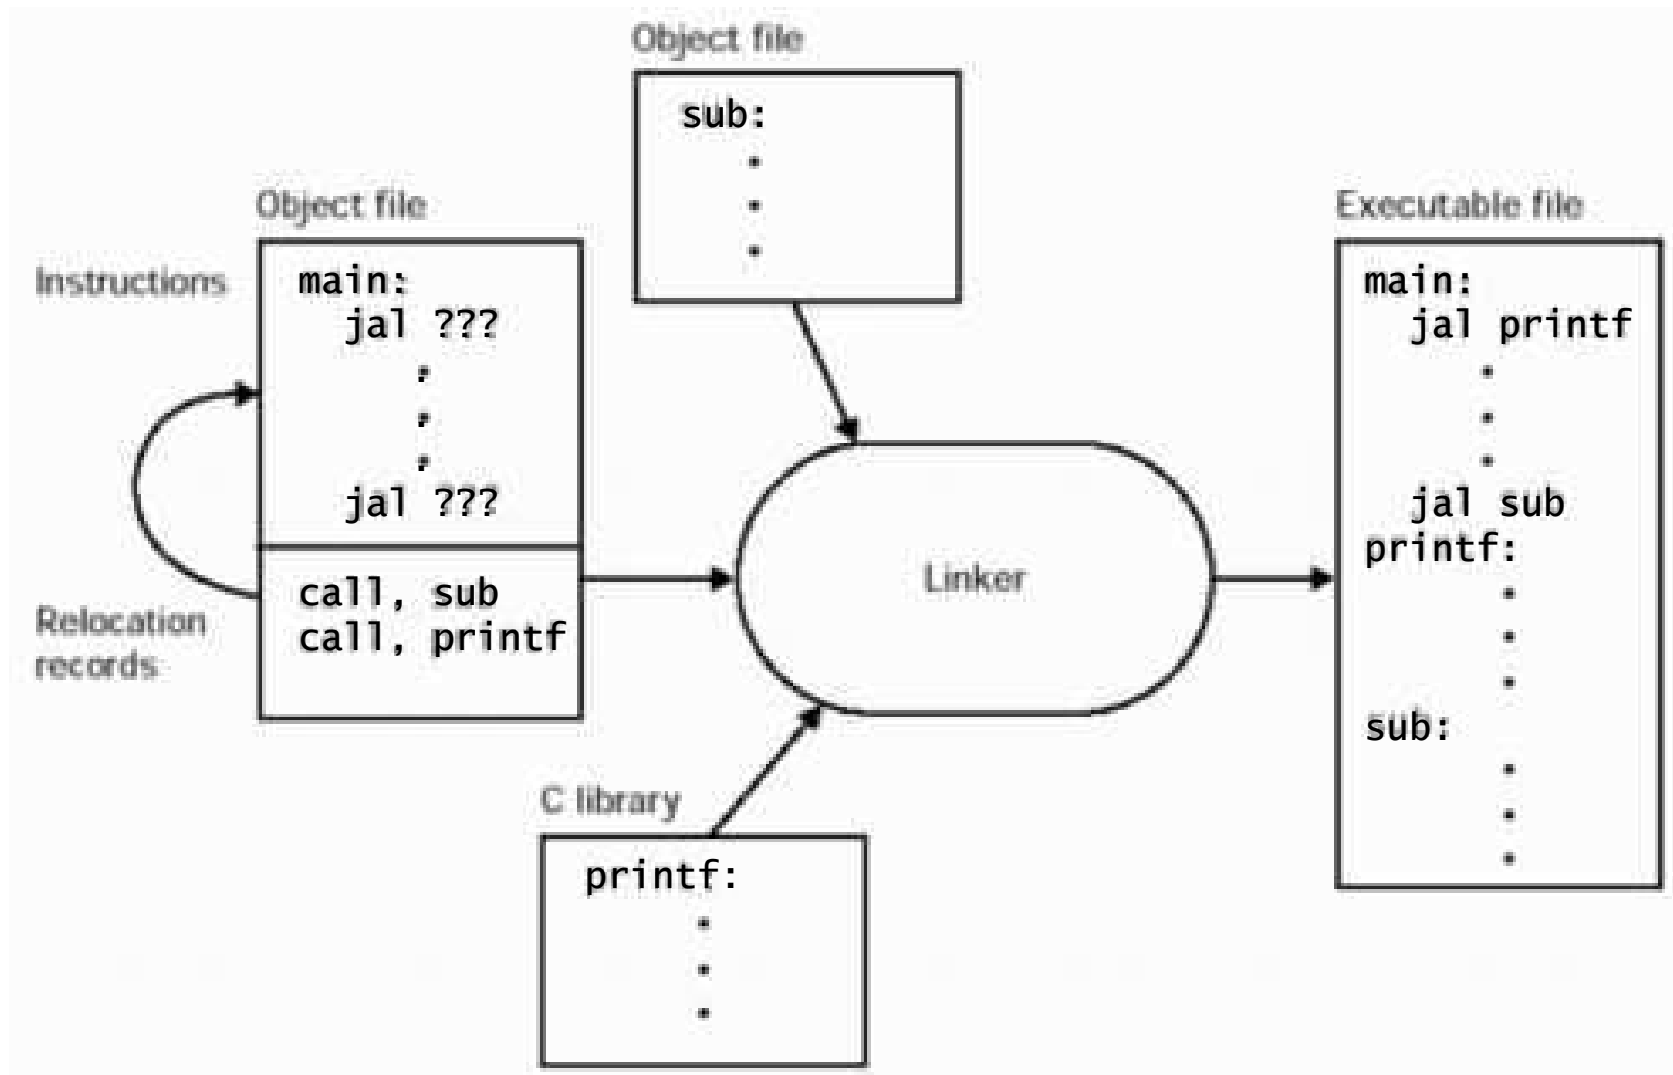 Object file
sub:
.
.
.
Object file
Instructions
main:
jal ???
.
.
.
jal ???
Relocation
records
call, sub
call, printf
Linker
C library
printf:
.
.
.
Executable file
main:
jal printf
.
.
.
jal sub
printf:
.
.
.
sub:
.
.
.